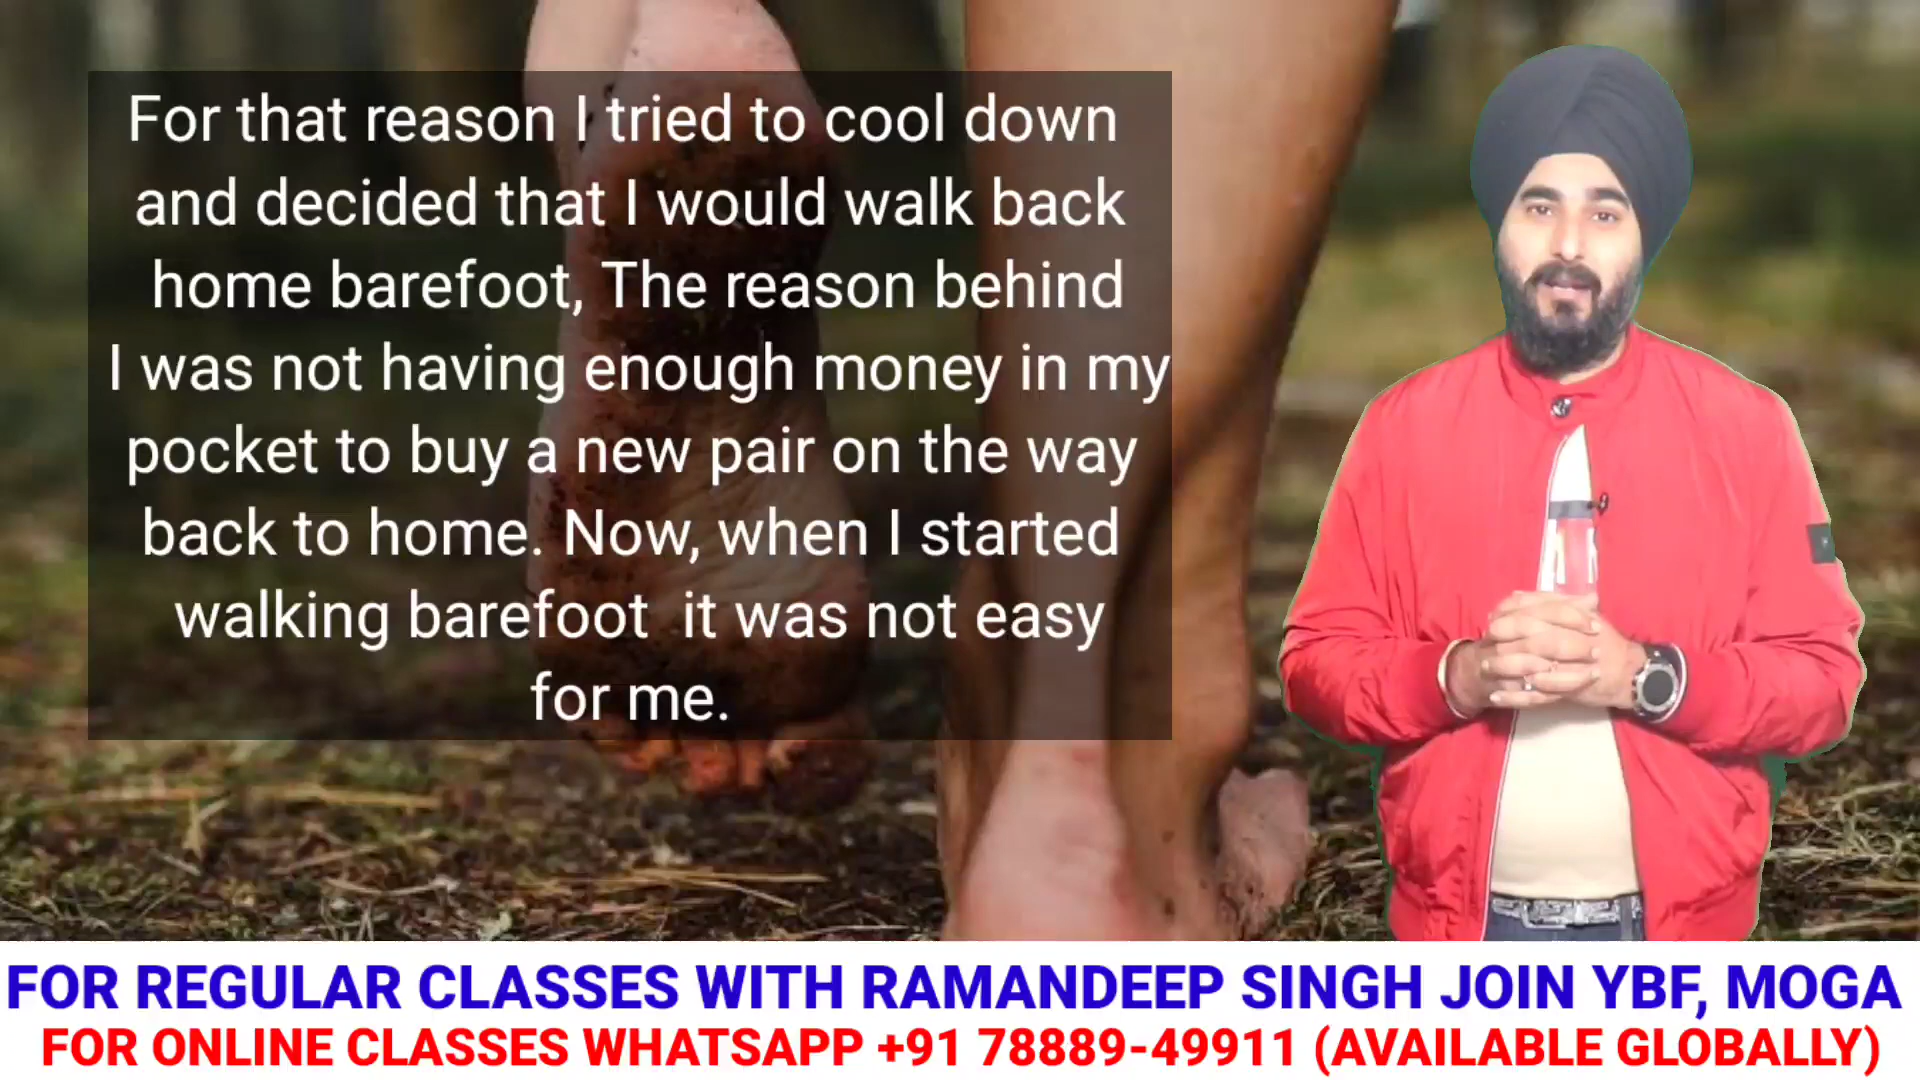 For that reason I tried to cool down
and decided that I would walk back
home barefoot, The reason behind
I was not having enough money in my
pocket to buy a new pair on the way
back to home. Now, when I started
walking barefoot  it was not easy
for me.
FOR REGULAR CLASSES WITH RAMANDEEP SINGH JOIN YBF, MOGA
FOR ONLINE CLASSES WHATSAPP +91 78889-49911 (AVAILABLE GLOBALLY)